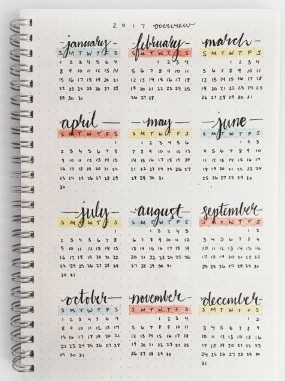 2017 overview
january
S M T W T F S
1 2 3 4 5 6 7
8 9 10 11 12 13 14
15 16 17 18 19 20 21
22 23 24 25 26 27 28
29 30 31
february
S M T W T F S
1 2 3 4
5 6 7 8 9 10 11
12 13 14 15 16 17 18
19 20 21 22 23 24 25
26 27 28
march
S M T W T F S
1 2 3 4
5 6 7 8 9 10 11
12 13 14 15 16 17 18
19 20 21 22 23 24 25
26 27 28 29 30 31
april
S M T W T F S
1
2 3 4 5 6 7 8
9 10 11 12 13 14 15
16 17 18 19 20 21 22
23 24 25 26 27 28 29
30
may
S M T W T F S
1 2 3 4 5 6
7 8 9 10 11 12 13
14 15 16 17 18 19 20
21 22 23 24 25 26 27
28 29 30 31
june
S M T W T F S
1 2 3
4 5 6 7 8 9 10
11 12 13 14 15 16 17
18 19 20 21 22 23 24
25 26 27 28 29 30
july
S M T W T F S
1
2 3 4 5 6 7 8
9 10 11 12 13 14 15
16 17 18 19 20 21 22
23 24 25 26 27 28 29
30 31
august
S M T W T F S
1 2 3 4 5
6 7 8 9 10 11 12
13 14 15 16 17 18 19
20 21 22 23 24 25 26
27 28 29 30 31
september
S M T W T F S
1 2
3 4 5 6 7 8 9
10 11 12 13 14 15 16
17 18 19 20 21 22 23
24 25 26 27 28 29 30
october
S M T W T F S
1 2 3 4 5 6 7
8 9 10 11 12 13 14
15 16 17 18 19 20 21
22 23 24 25 26 27 28
29 30 31
november
S M T W T F S
1 2 3 4
5 6 7 8 9 10 11
12 13 14 15 16 17 18
19 20 21 22 23 24 25
26 27 28 29 30
december
S M T W T F S
1 2
3 4 5 6 7 8 9
10 11 12 13 14 15 16
17 18 19 20 21 22 23
24 25 26 27 28 29 30